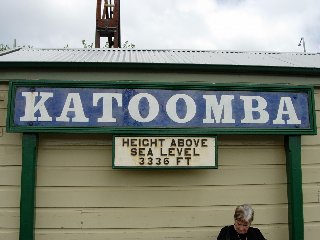 KATOOMBA
HEIGHT ABOVE
SEA LEVEL
3336 FT